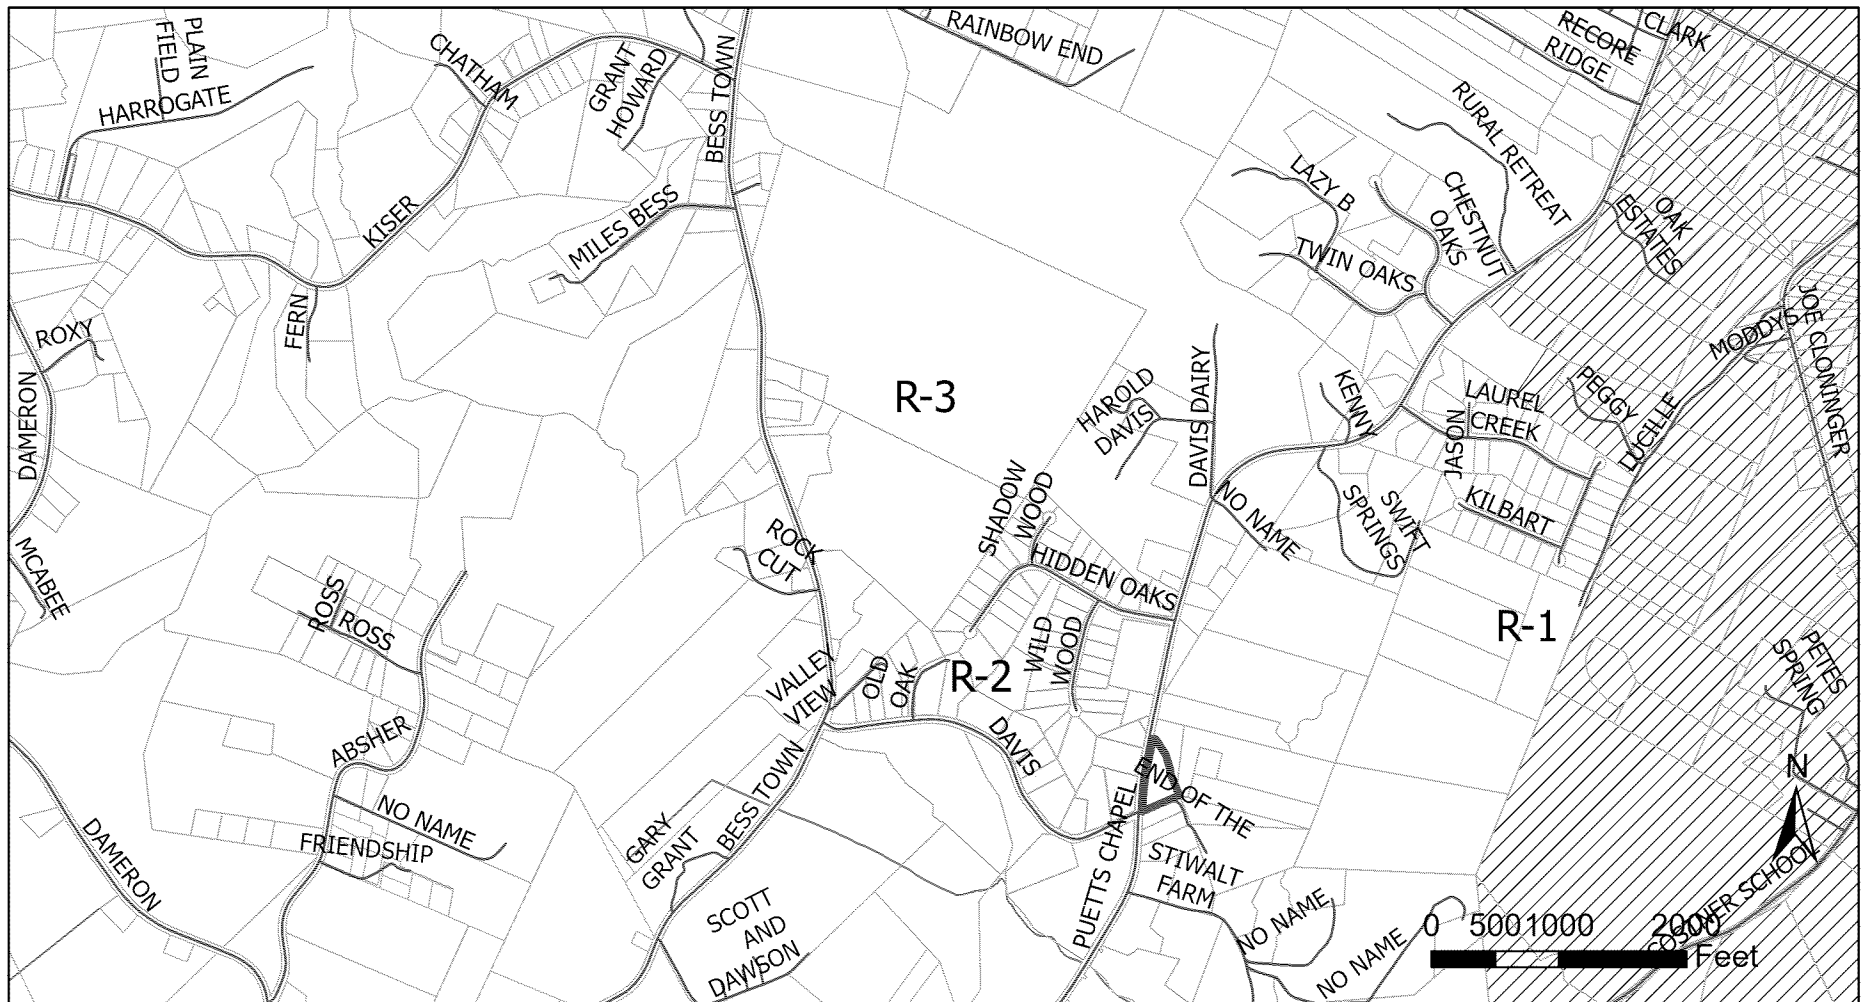 PLAIN
FIELD
HARROGATE
CHATHAM
GRANT
HOWARD
BESS TOWN
RAINBOW END
RECORE
RIDGE
CLARK
RURAL RETREAT
LAZY B
CHESTNUT
OAKS
TWIN OAKS
OAK
ESTATES
KISER
MILES BESS
FERN
ROXY
DAMERON
MCABEE
R-3
HAROLD
DAVIS
DAVIS DAIRY
KENNY
LAUREL
CREEK
JASON
PEGGY
LUCILLE
MODDYS
JOE CLONINGER
KILBART
SWIFT
SPRINGS
NO NAME
SHADOW
WOOD
HIDDEN OAKS
ROCK
CUT
ROSS
ROSS
WILD
WOOD
R-2
R-1
PETES
SPRING
VALLEY
VIEW
OLD
OAK
DAVIS
ABSHER
NO NAME
FRIENDSHIP
DAMERON
BESS TOWN
GARY
GRANT
END OF THE
PUETTS CHAPEL
STIWALT
FARM
SCOTT
AND
DAWSON
NO NAME
NO NAME
N
0 500 1000 2000
Feet